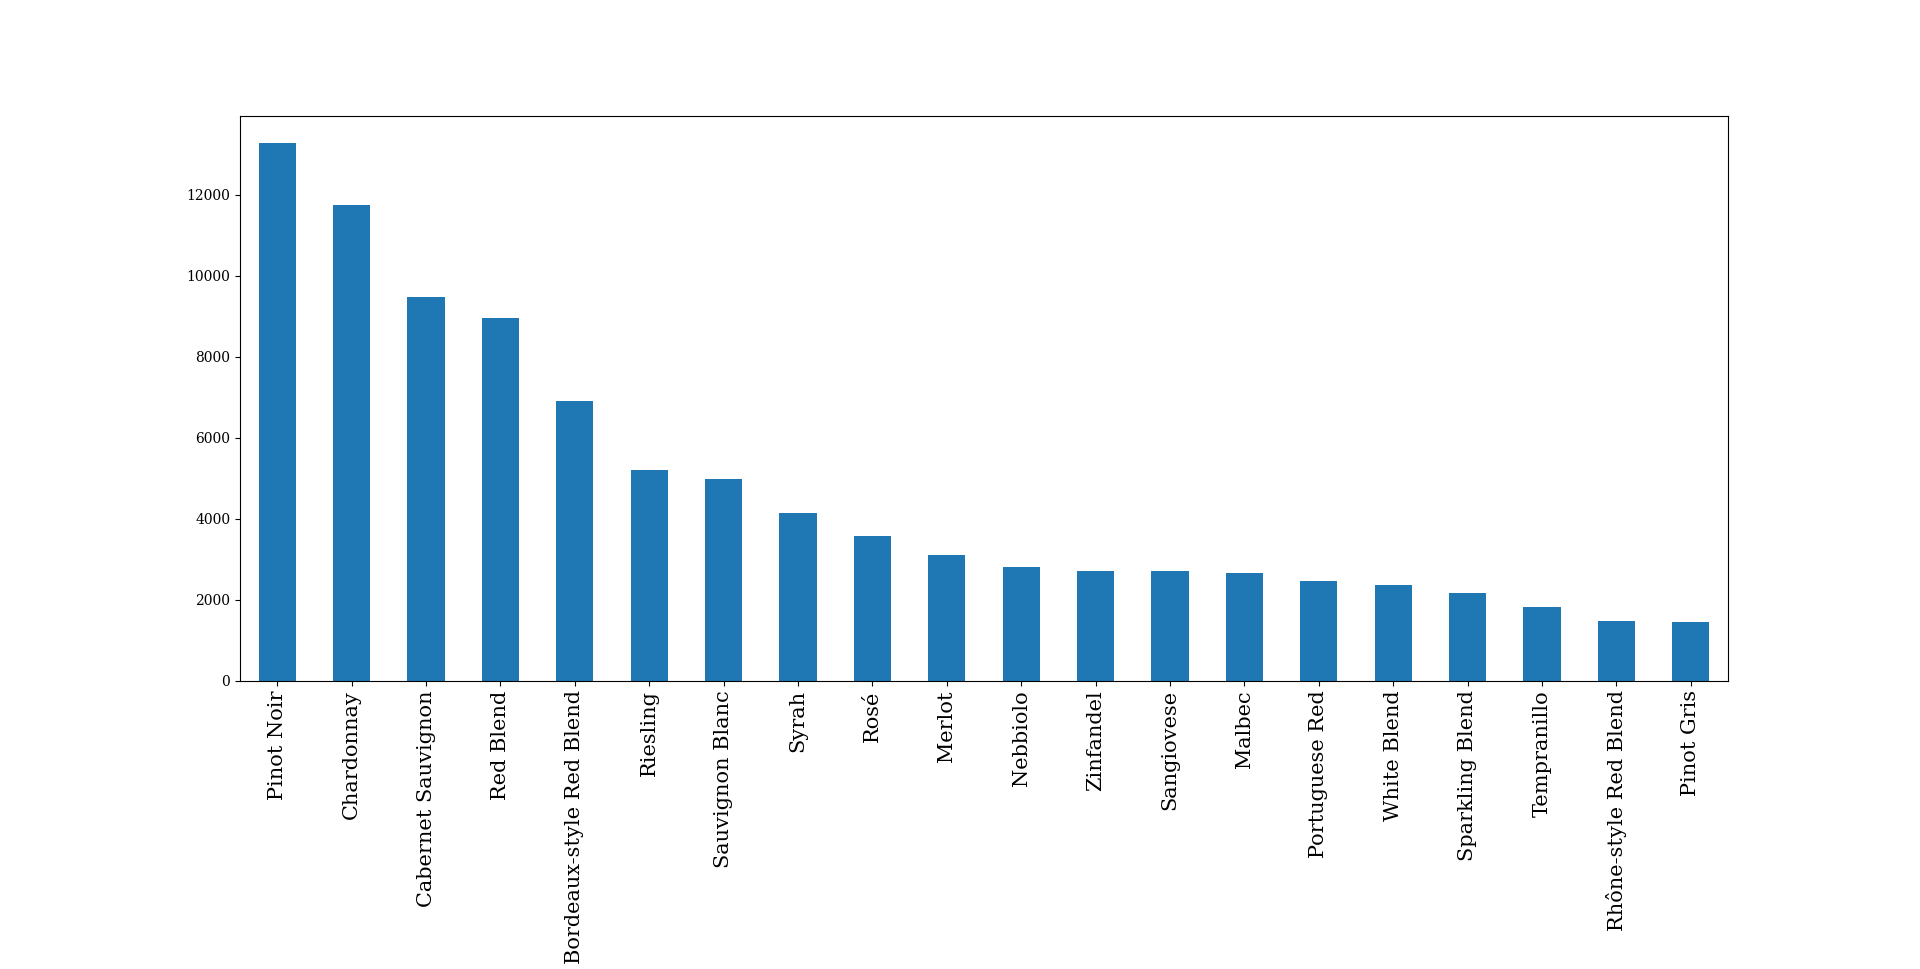 12000
10000
8000
6000
4000
2000
0
Pinot Noir
Chardonnay
Cabernet Sauvignon
Red Blend
Bordeaux-style Red Blend
Riesling
Sauvignon Blanc
Syrah
Rosé
Merlot
Nebbiolo
Zinfandel
Sangiovese
Malbec
Portuguese Red
White Blend
Sparkling Blend
Tempranillo
Rhône-style Red Blend
Pinot Gris